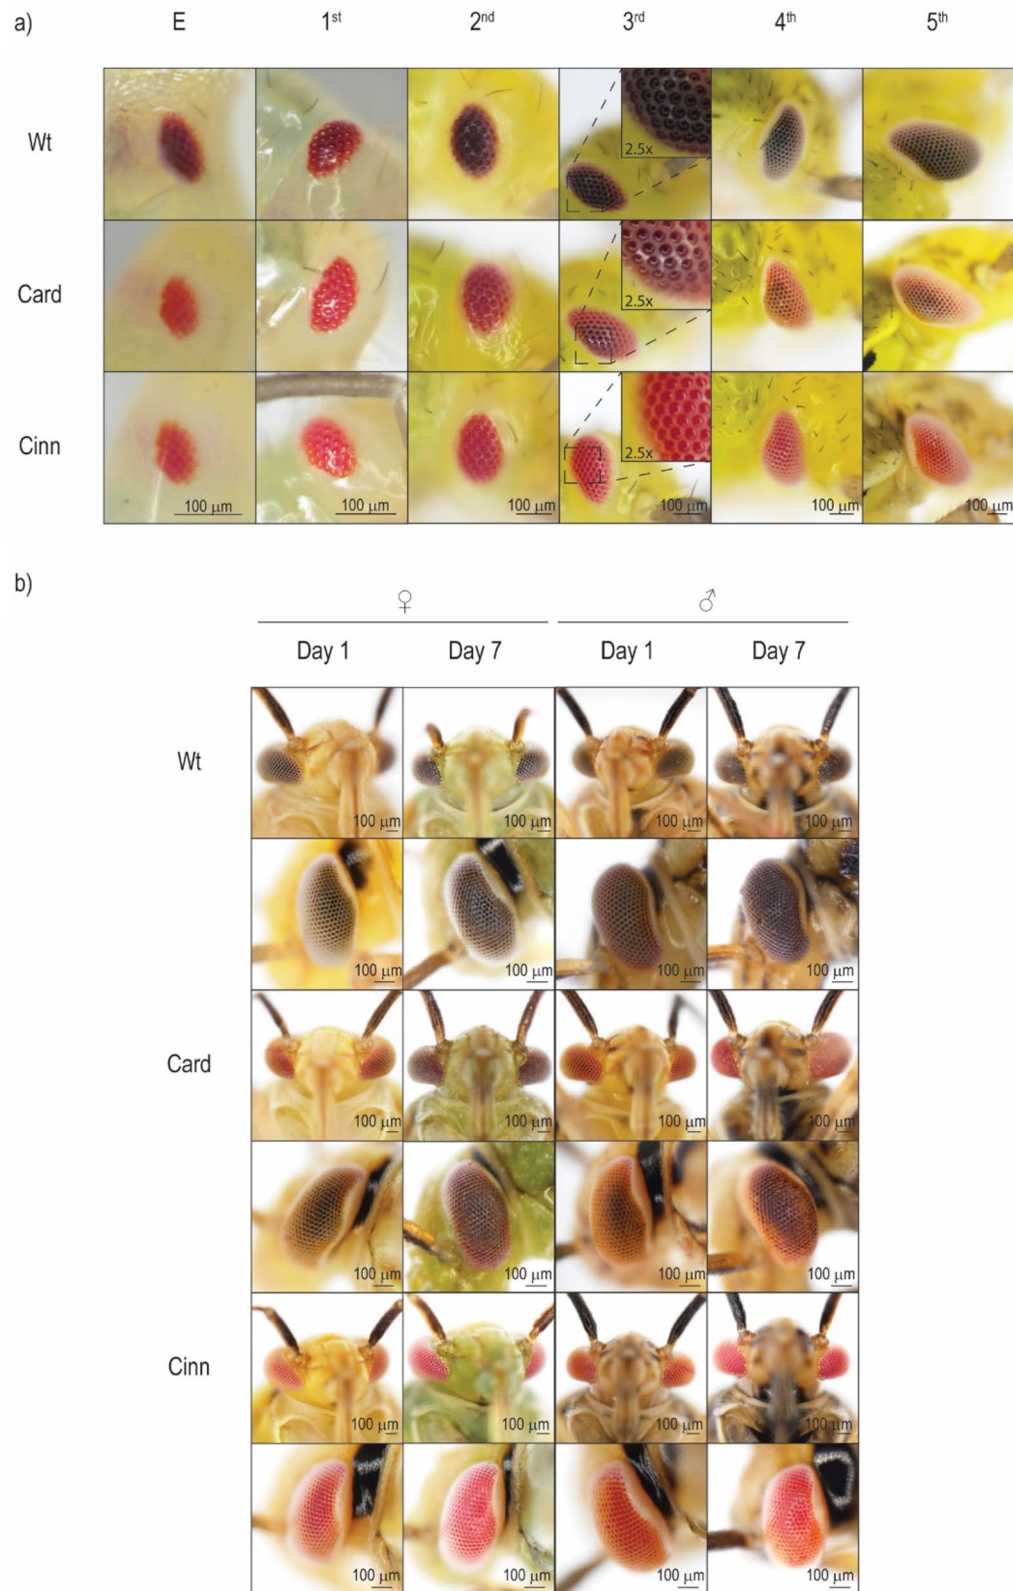 a) E 1st 2nd 3rd 4th 5th
Wt 2.5x
Card 2.5x
Cinn 2.5x
100 µm 100 µm 100 µm 100 µm 100 µm 100 µm
b)
♀ ♂
Day 1 Day 7 Day 1 Day 7
Wt
100 µm 100 µm 100 µm 100 µm
100 µm 100 µm 100 µm 100 µm
Card
100 µm 100 µm 100 µm 100 µm
100 µm 100 µm 100 µm 100 µm
Cinn
100 µm 100 µm 100 µm 100 µm
100 µm 100 µm 100 µm 100 µm